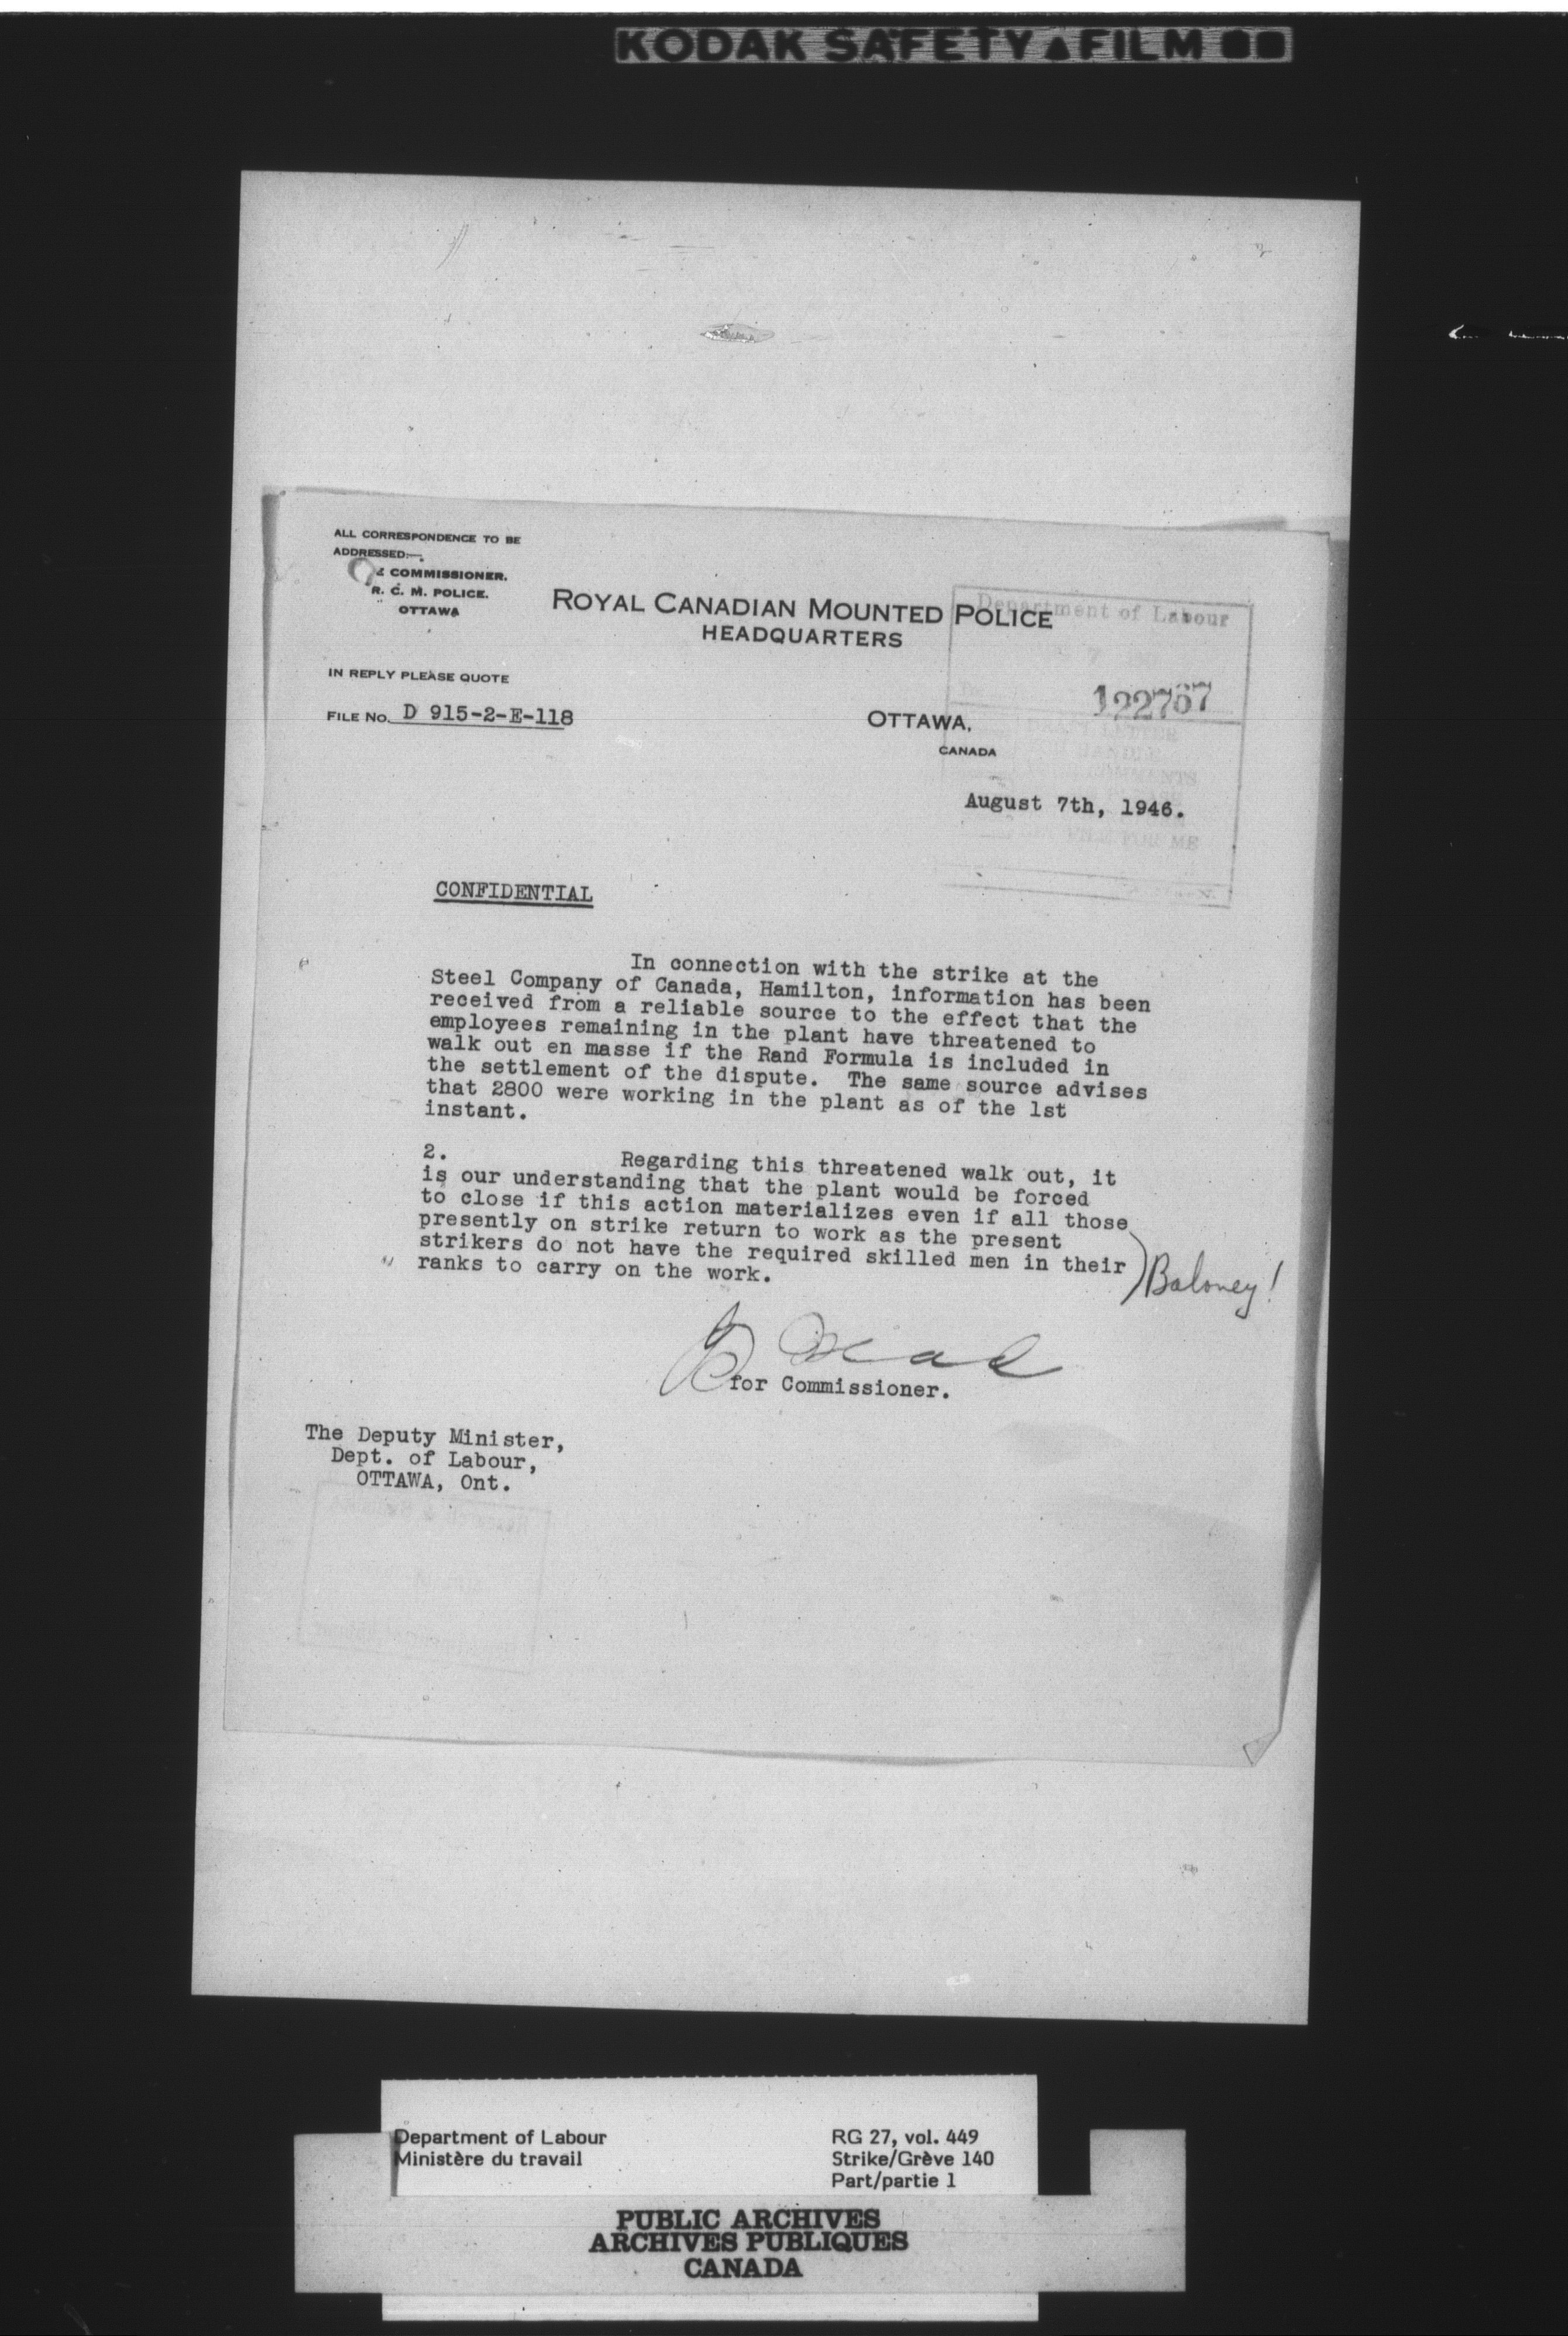 KODAK SAFETY FILM
ALL CORRESPONDENCE TO BE
ADDRESSED:—
COMMISSIONER.
R. C. M. POLICE.
OTTAWA
ROYAL CANADIAN MOUNTED POLICE
HEADQUARTERS
Department of Labour
7
122767
IN REPLY PLEASE QUOTE
FILE No. D 915-2-E-118
OTTAWA,
CANADA
LETTER
HANDLE
COMMENTS
FILE FOR ME
August 7th, 1946.
CONFIDENTIAL
In connection with the strike at the
Steel Company of Canada, Hamilton, information has been
received from a reliable source to the effect that the
employees remaining in the plant have threatened to
walk out en masse if the Rand Formula is included in
the settlement of the dispute. The same source advises
that 2800 were working in the plant as of the 1st
instant.
2. Regarding this threatened walk out, it
is our understanding that the plant would be forced
to close if this action materializes even if all those
presently on strike return to work as the present
strikers do not have the required skilled men in their
ranks to carry on the work.
Baloney!
for Commissioner.
The Deputy Minister,
Dept. of Labour,
OTTAWA, Ont.
Department of Labour
Ministère du travail
RG 27, vol. 449
Strike/Grève 140
Part/partie 1
PUBLIC ARCHIVES
ARCHIVES PUBLIQUES
CANADA